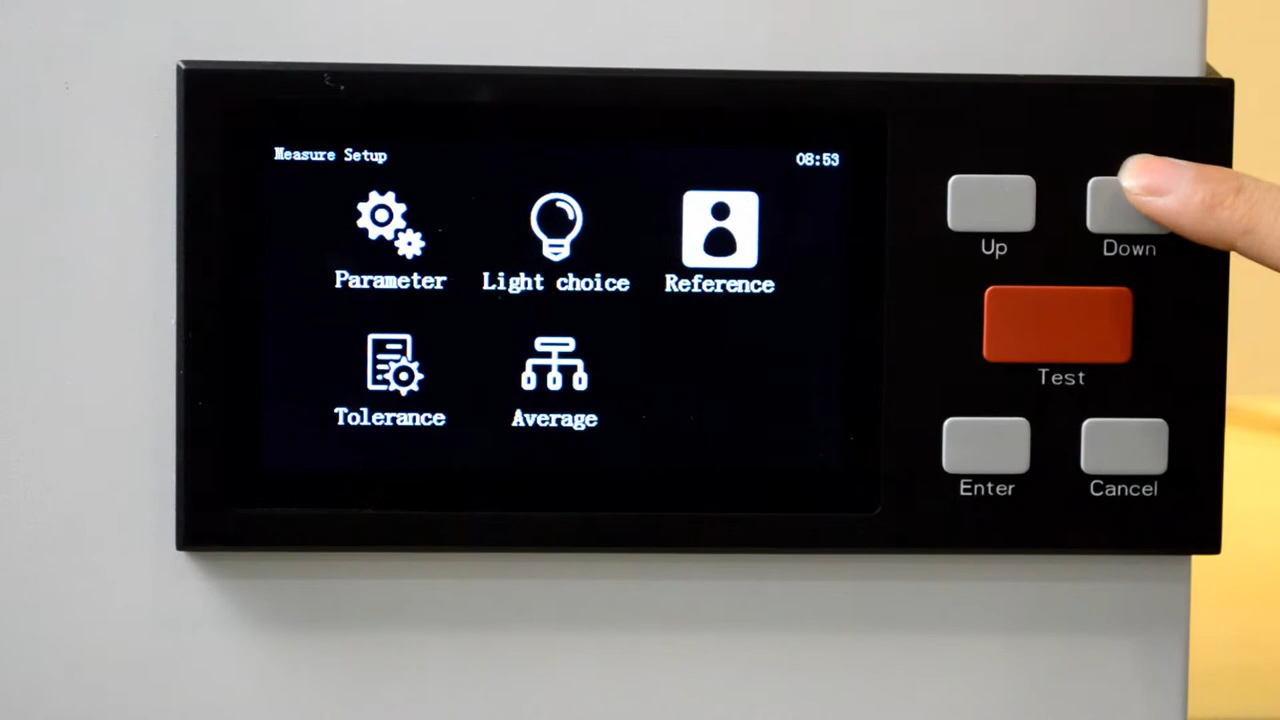 Measure Setup
08:53
Parameter
Light choice
Reference
Tolerance
Average
Up
Down
Test
Enter
Cancel